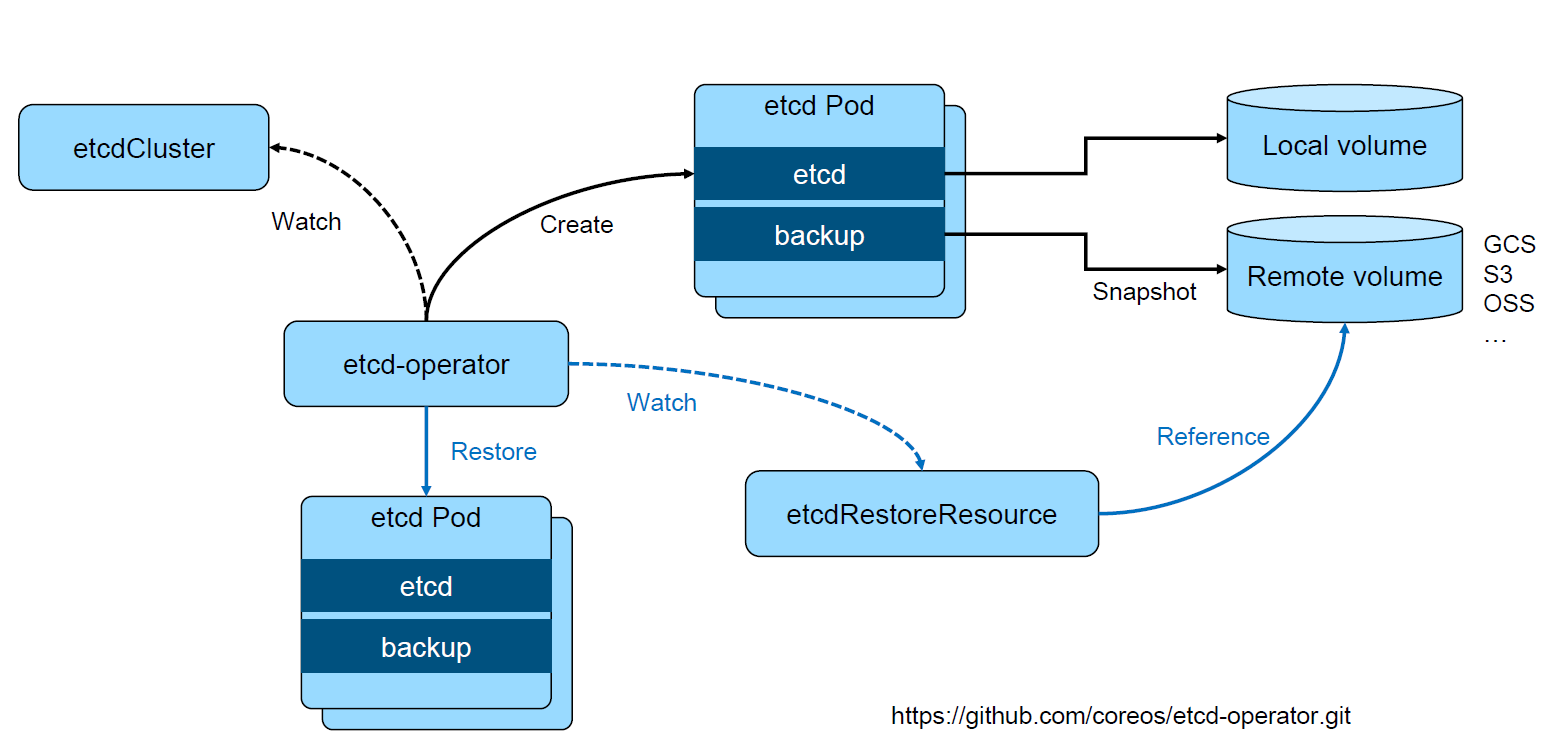 etcd Pod
etcdCluster
etcd
Local volume
Watch
Create
backup
GCS
Remote volume
S3
Snapshot
OSS
...
etcd-operator
Watch
Restore
Reference
etcd Pod
etcdRestoreResource
etcd
backup
https://github.com/coreos/etcd-operator.git